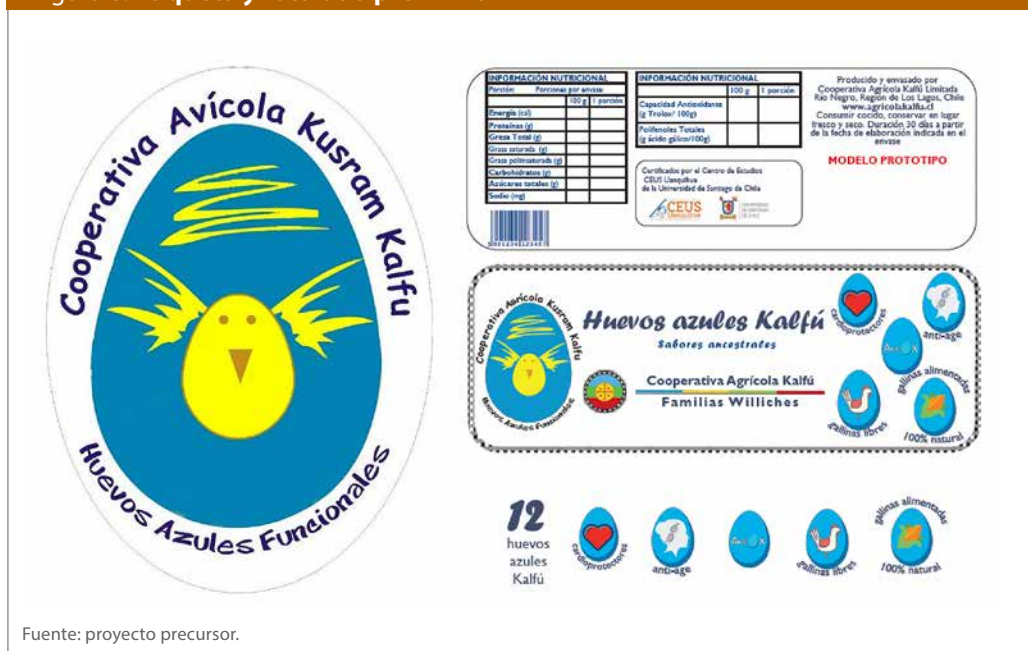 Cooperativa Avícola Kusram Kalfu
Huevos Azules Funcionales
INFORMACIÓN NUTRICIONAL
Porción: Porciones por envase:
100 g 1 porción
Energía (cal)
Proteínas (g)
Grasa Total (g)
Grasa saturada (g)
Grasa poliinsaturada (g)
Carbohidratos (g)
Azúcares totales (g)
Sodio (mg)
INFORMACIÓN NUTRICIONAL
100 g 1 porción
Capacidad Antioxidante
(g Trolox/ 100g)
Polifenoles Totales
(g ácido gálico/100g)
Certificados por el Centro de Estudios
CEUS Llanquihue
de la Universidad de Santiago de Chile
CEUS
Llanquihue
Producido y envasado por
Cooperativa Agrícola Kalfú Limitada
Río Negro, Región de Los Lagos, Chile
www.agricolakalfu.cl
Consumir cocido, conservar en lugar
fresco y seco. Duración 30 días a partir
de la fecha de elaboración indicada en el
envase
MODELO PROTOTIPO
Cooperativa Agrícola Kusram Kalfu
Huevos Azules Funcionales
Huevos azules Kalfú
Sabores ancestrales
Cooperativa Agrícola Kalfú
Familias Williches
cardioprotectores
anti-age
gallinas libres
gallinas alimentadas
100% natural
12
huevos
azules
Kalfú
cardioprotectores
anti-age
gallinas libres
gallinas alimentadas
100% natural
Fuente: proyecto precursor.